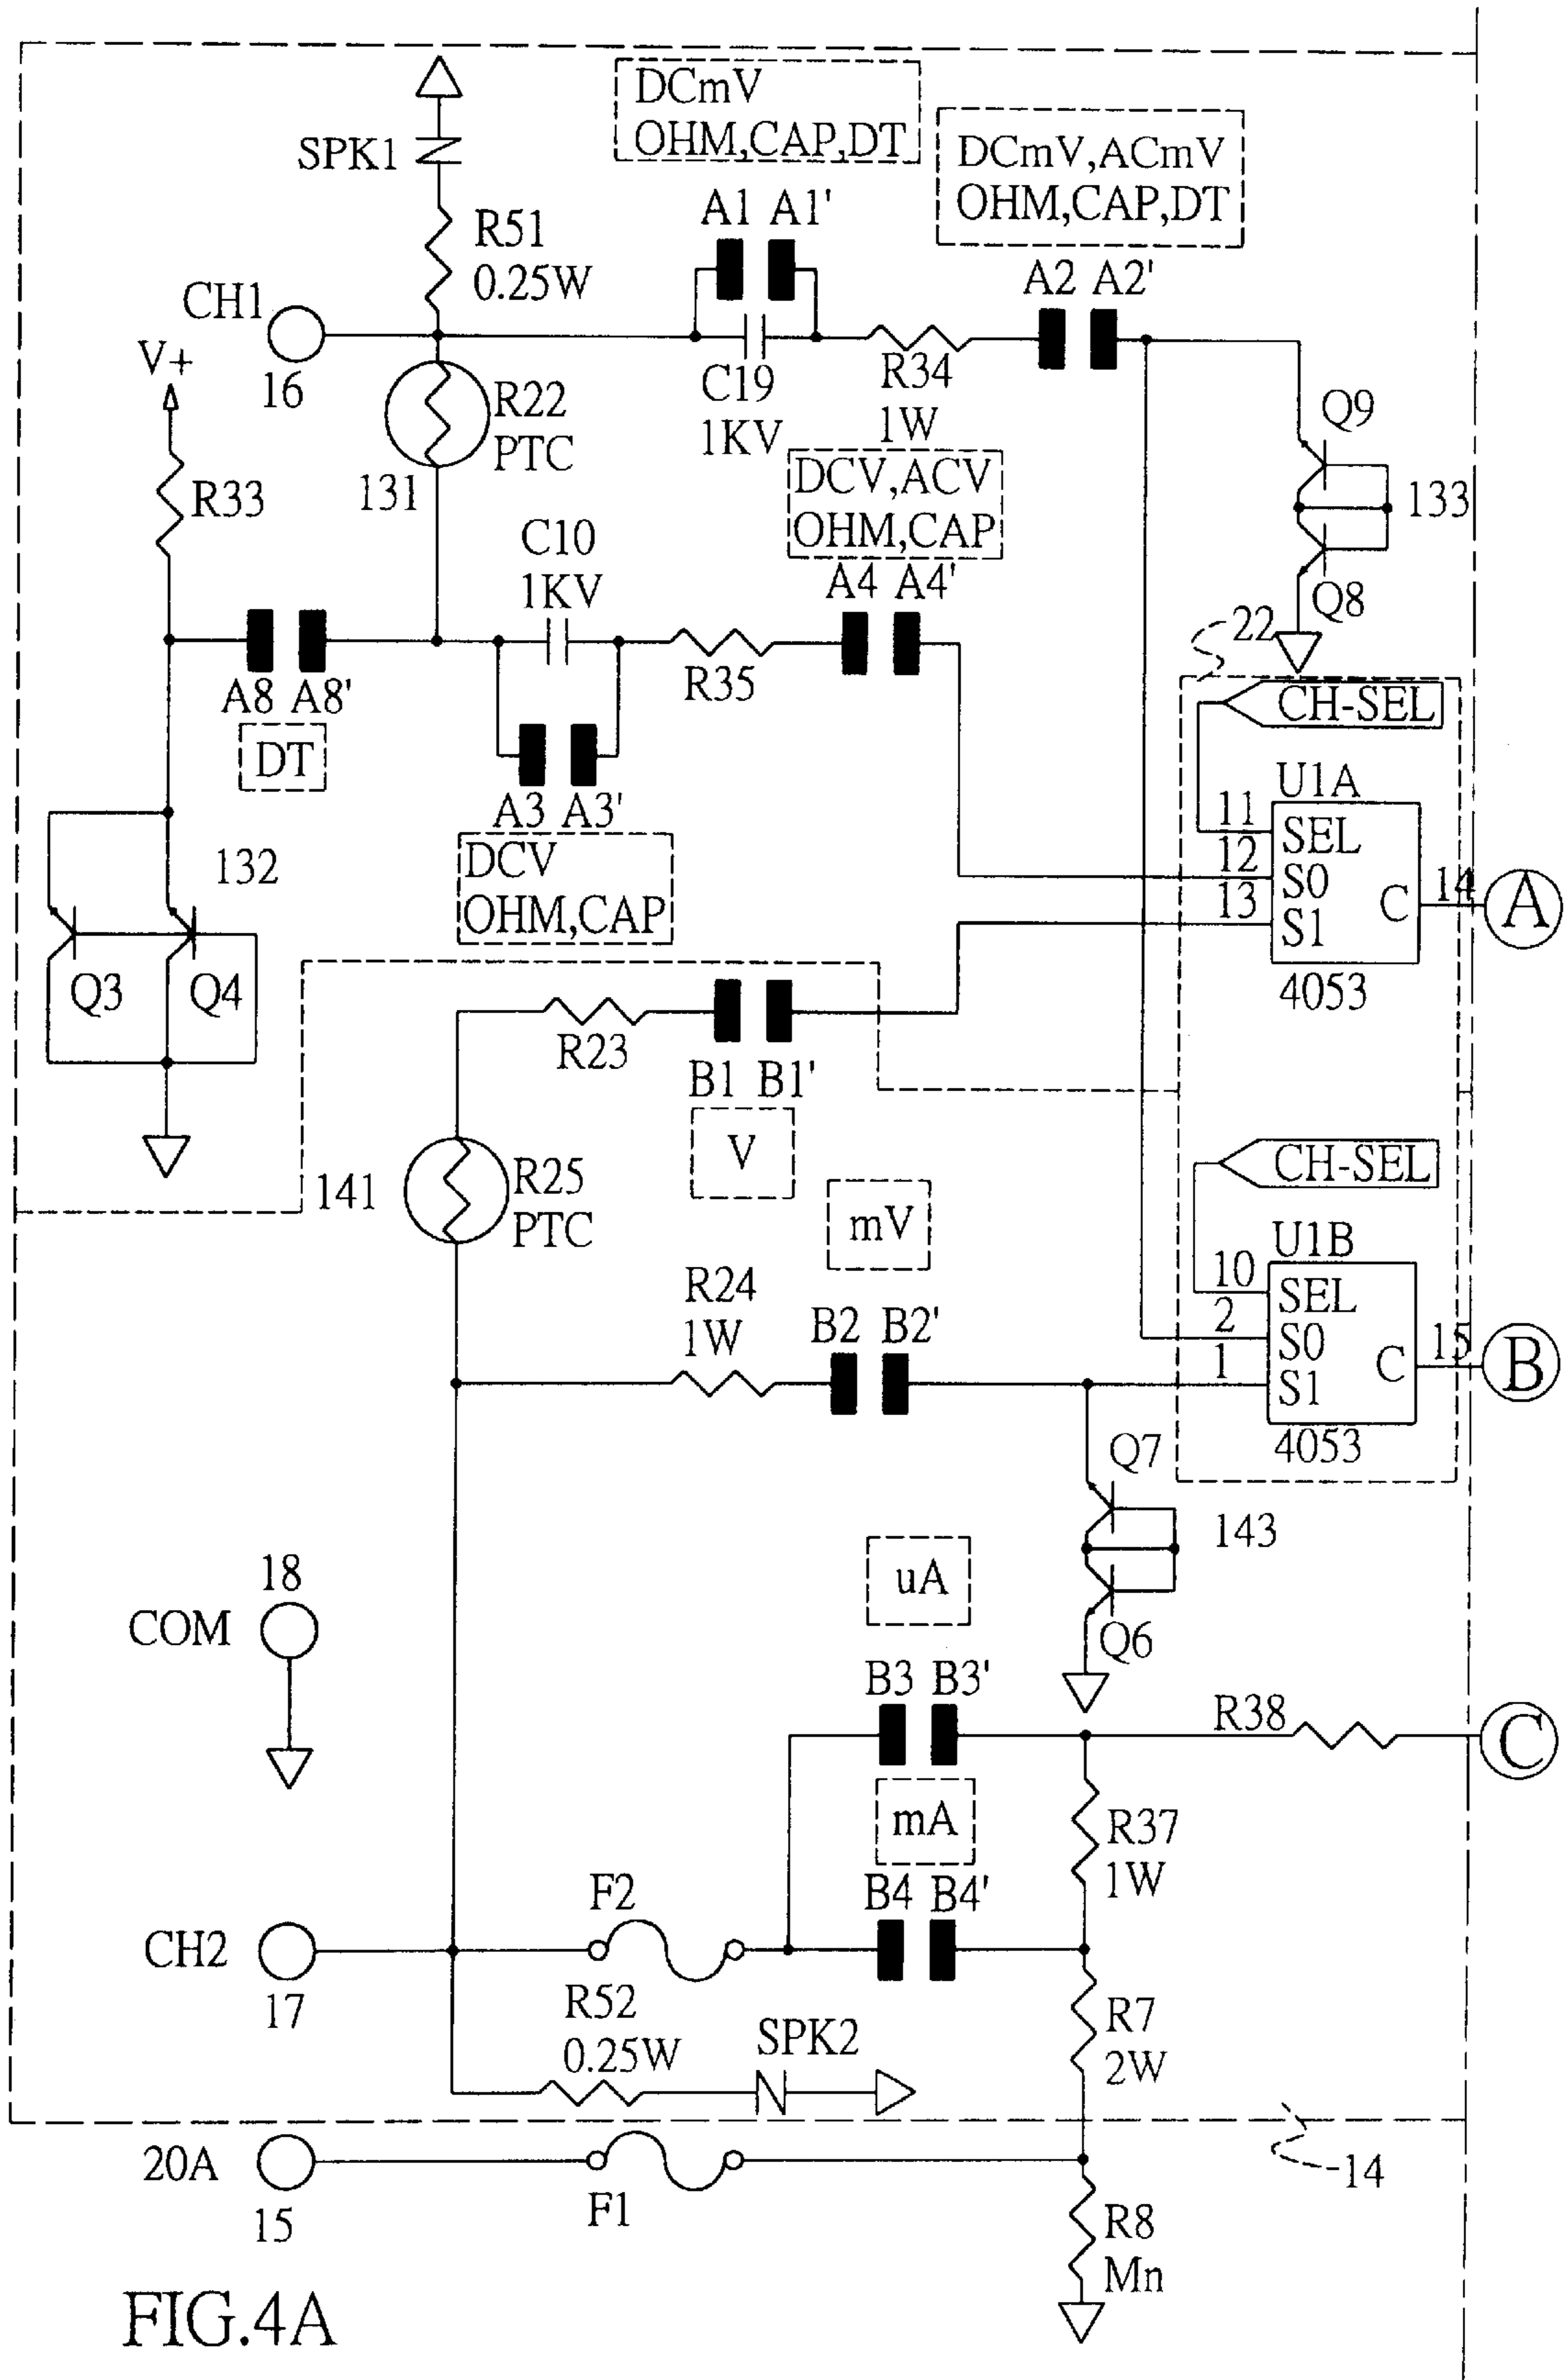 DCmV
OHM,CAP,DT
DCmV,ACmV
OHM,CAP,DT
SPK1
A1 A1'
R51
0.25W
A2 A2'
CH1
16
V+
R22
PTC
131
C19
1KV
R34
1W
Q9
133
Q8
R33
DCV,ACV
OHM,CAP
C10
1KV
A4 A4'
22
R35
A8 A8'
DT
CH-SEL
A3 A3'
DCV
OHM,CAP
U1A
11
SEL
12
S0
13
S1
C
14
A
4053
132
Q3
Q4
R23
B1 B1'
V
141
R25
PTC
mV
CH-SEL
U1B
10
SEL
2
S0
1
S1
C
15
B
4053
R24
1W
B2 B2'
Q7
143
Q6
uA
18
COM
B3 B3'
R38
C
mA
R37
1W
B4 B4'
F2
CH2
17
R52
0.25W
SPK2
R7
2W
20A
15
F1
14
R8
Mn
FIG.4A